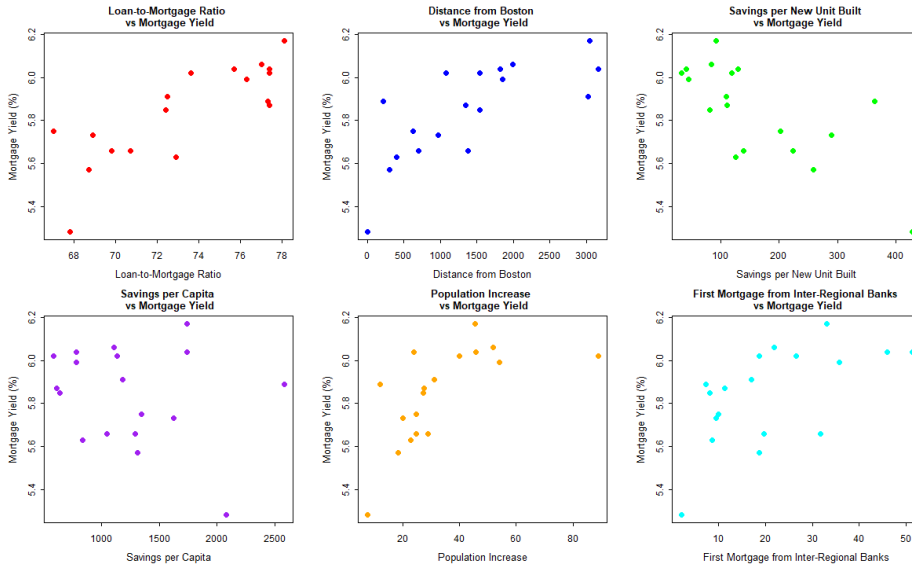 Loan-to-Mortgage Ratio
vs Mortgage Yield
Mortgage Yield (%)
5.4 5.6 5.8 6.0 6.2
68 70 72 74 76 78
Loan-to-Mortgage Ratio
Distance from Boston
vs Mortgage Yield
Mortgage Yield (%)
5.4 5.6 5.8 6.0 6.2
0 500 1000 1500 2000 2500 3000
Distance from Boston
Savings per New Unit Built
vs Mortgage Yield
Mortgage Yield (%)
5.4 5.6 5.8 6.0 6.2
100 200 300 400
Savings per New Unit Built
Savings per Capita
vs Mortgage Yield
Mortgage Yield (%)
5.4 5.6 5.8 6.0 6.2
1000 1500 2000 2500
Savings per Capita
Population Increase
vs Mortgage Yield
Mortgage Yield (%)
5.4 5.6 5.8 6.0 6.2
20 40 60 80
Population Increase
First Mortgage from Inter-Regional Banks
vs Mortgage Yield
Mortgage Yield (%)
5.4 5.6 5.8 6.0 6.2
10 20 30 40 50
First Mortgage from Inter-Regional Banks